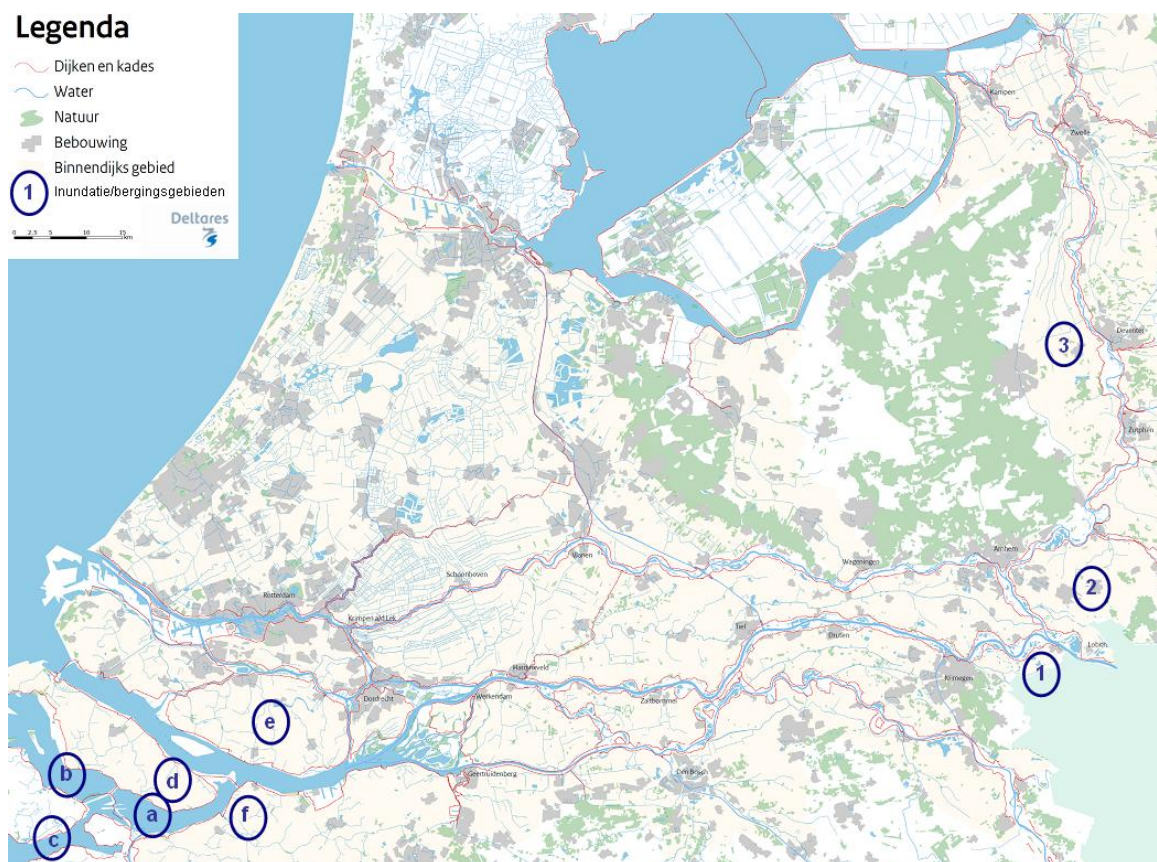 Legenda
Dijken en kades
Water
Natuur
Bebouwing
Binnendijks gebied
1 Inundatie/bergingsgebieden
Deltares
0 2.5 5 10 15
km
Kampen
Zwolle
Deventer
3
Zutphen
Vianen
Wageningen
Arnhem
Schoonhoven
2
Rotterdam
Krimpen a/d Lek
Tiel
Druten
Lobith
Hardinxveld
1
Nijmegen
Dordrecht
Werkendam
Zaltbommel
e
Geertruidenberg
Den Bosch
b
d
a
f
c